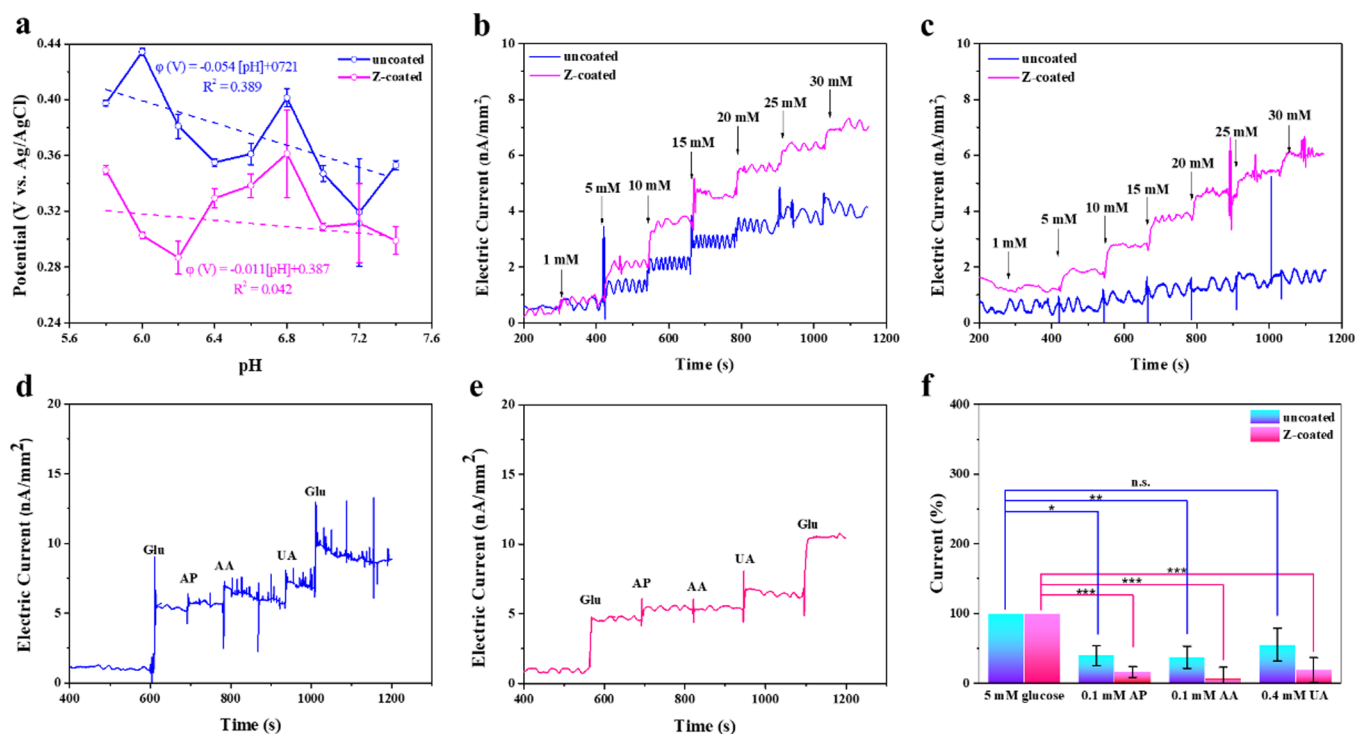 a
0.44
0.40
0.36
0.32
0.28
0.24
Potential (V vs. Ag/AgCl)
uncoated
Z-coated
φ (V) = -0.054 [pH]+0721
R² = 0.389
φ (V) = -0.011[pH]+0.387
R² = 0.042
5.6 6.0 6.4 6.8 7.2 7.6
pH
b
10
8
6
4
2
0
Electric Current (nA/mm²)
uncoated
Z-coated
1 mM
5 mM
10 mM
15 mM
20 mM
25 mM
30 mM
200 400 600 800 1000 1200
Time (s)
c
10
8
6
4
2
0
Electric Current (nA/mm²)
uncoated
Z-coated
1 mM
5 mM
10 mM
15 mM
20 mM
25 mM
30 mM
200 400 600 800 1000 1200
Time (s)
d
20
15
10
5
0
Electric Current (nA/mm²)
Glu
AP
AA
UA
Glu
400 600 800 1000 1200
Time (s)
e
20
15
10
5
0
Electric Current (nA/mm²)
Glu
AP
AA
UA
Glu
400 600 800 1000 1200
Time (s)
f
400
300
200
100
0
Current (%)
uncoated
Z-coated
n.s.
**
*
***
***
***
5 mM glucose 0.1 mM AP 0.1 mM AA 0.4 mM UA